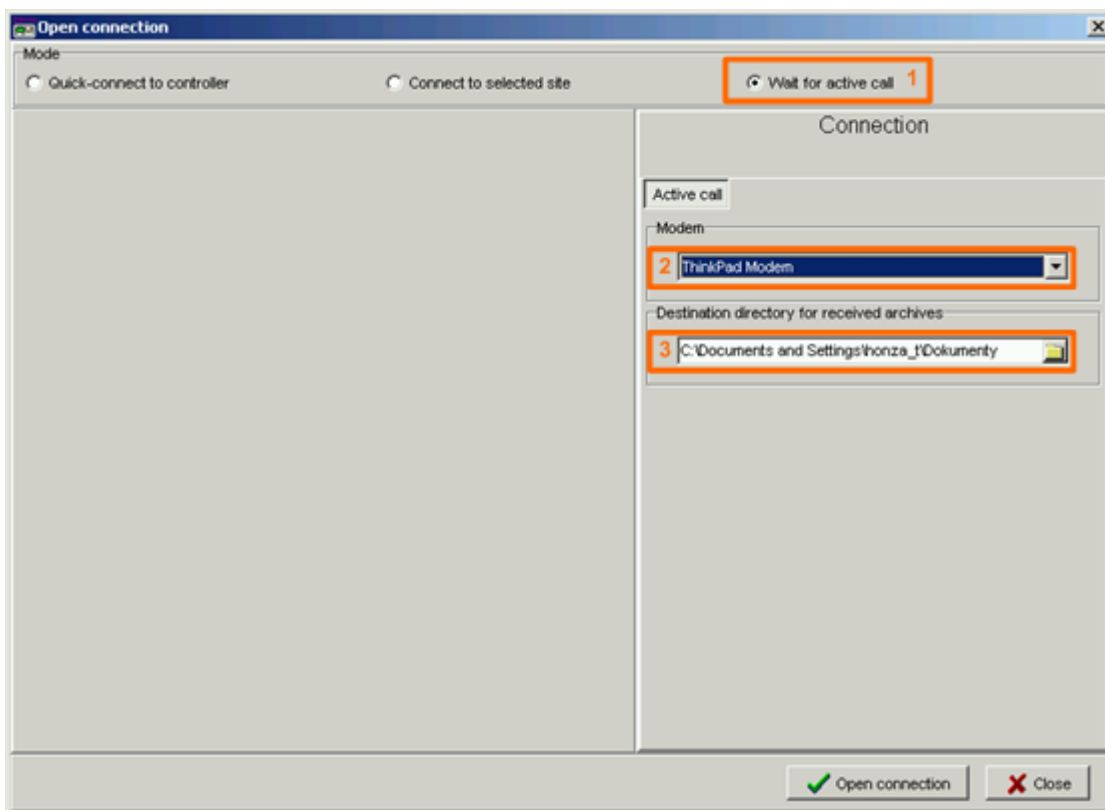 Open connection
Mode
Quick-connect to controller
Connect to selected site
Wait for active call 1
Connection
Active call
Modem
2 ThinkPad Modem
Destination directory for received archives
3 C:\Documents and Settings\honza_t\Dokumenty
Open connection
Close